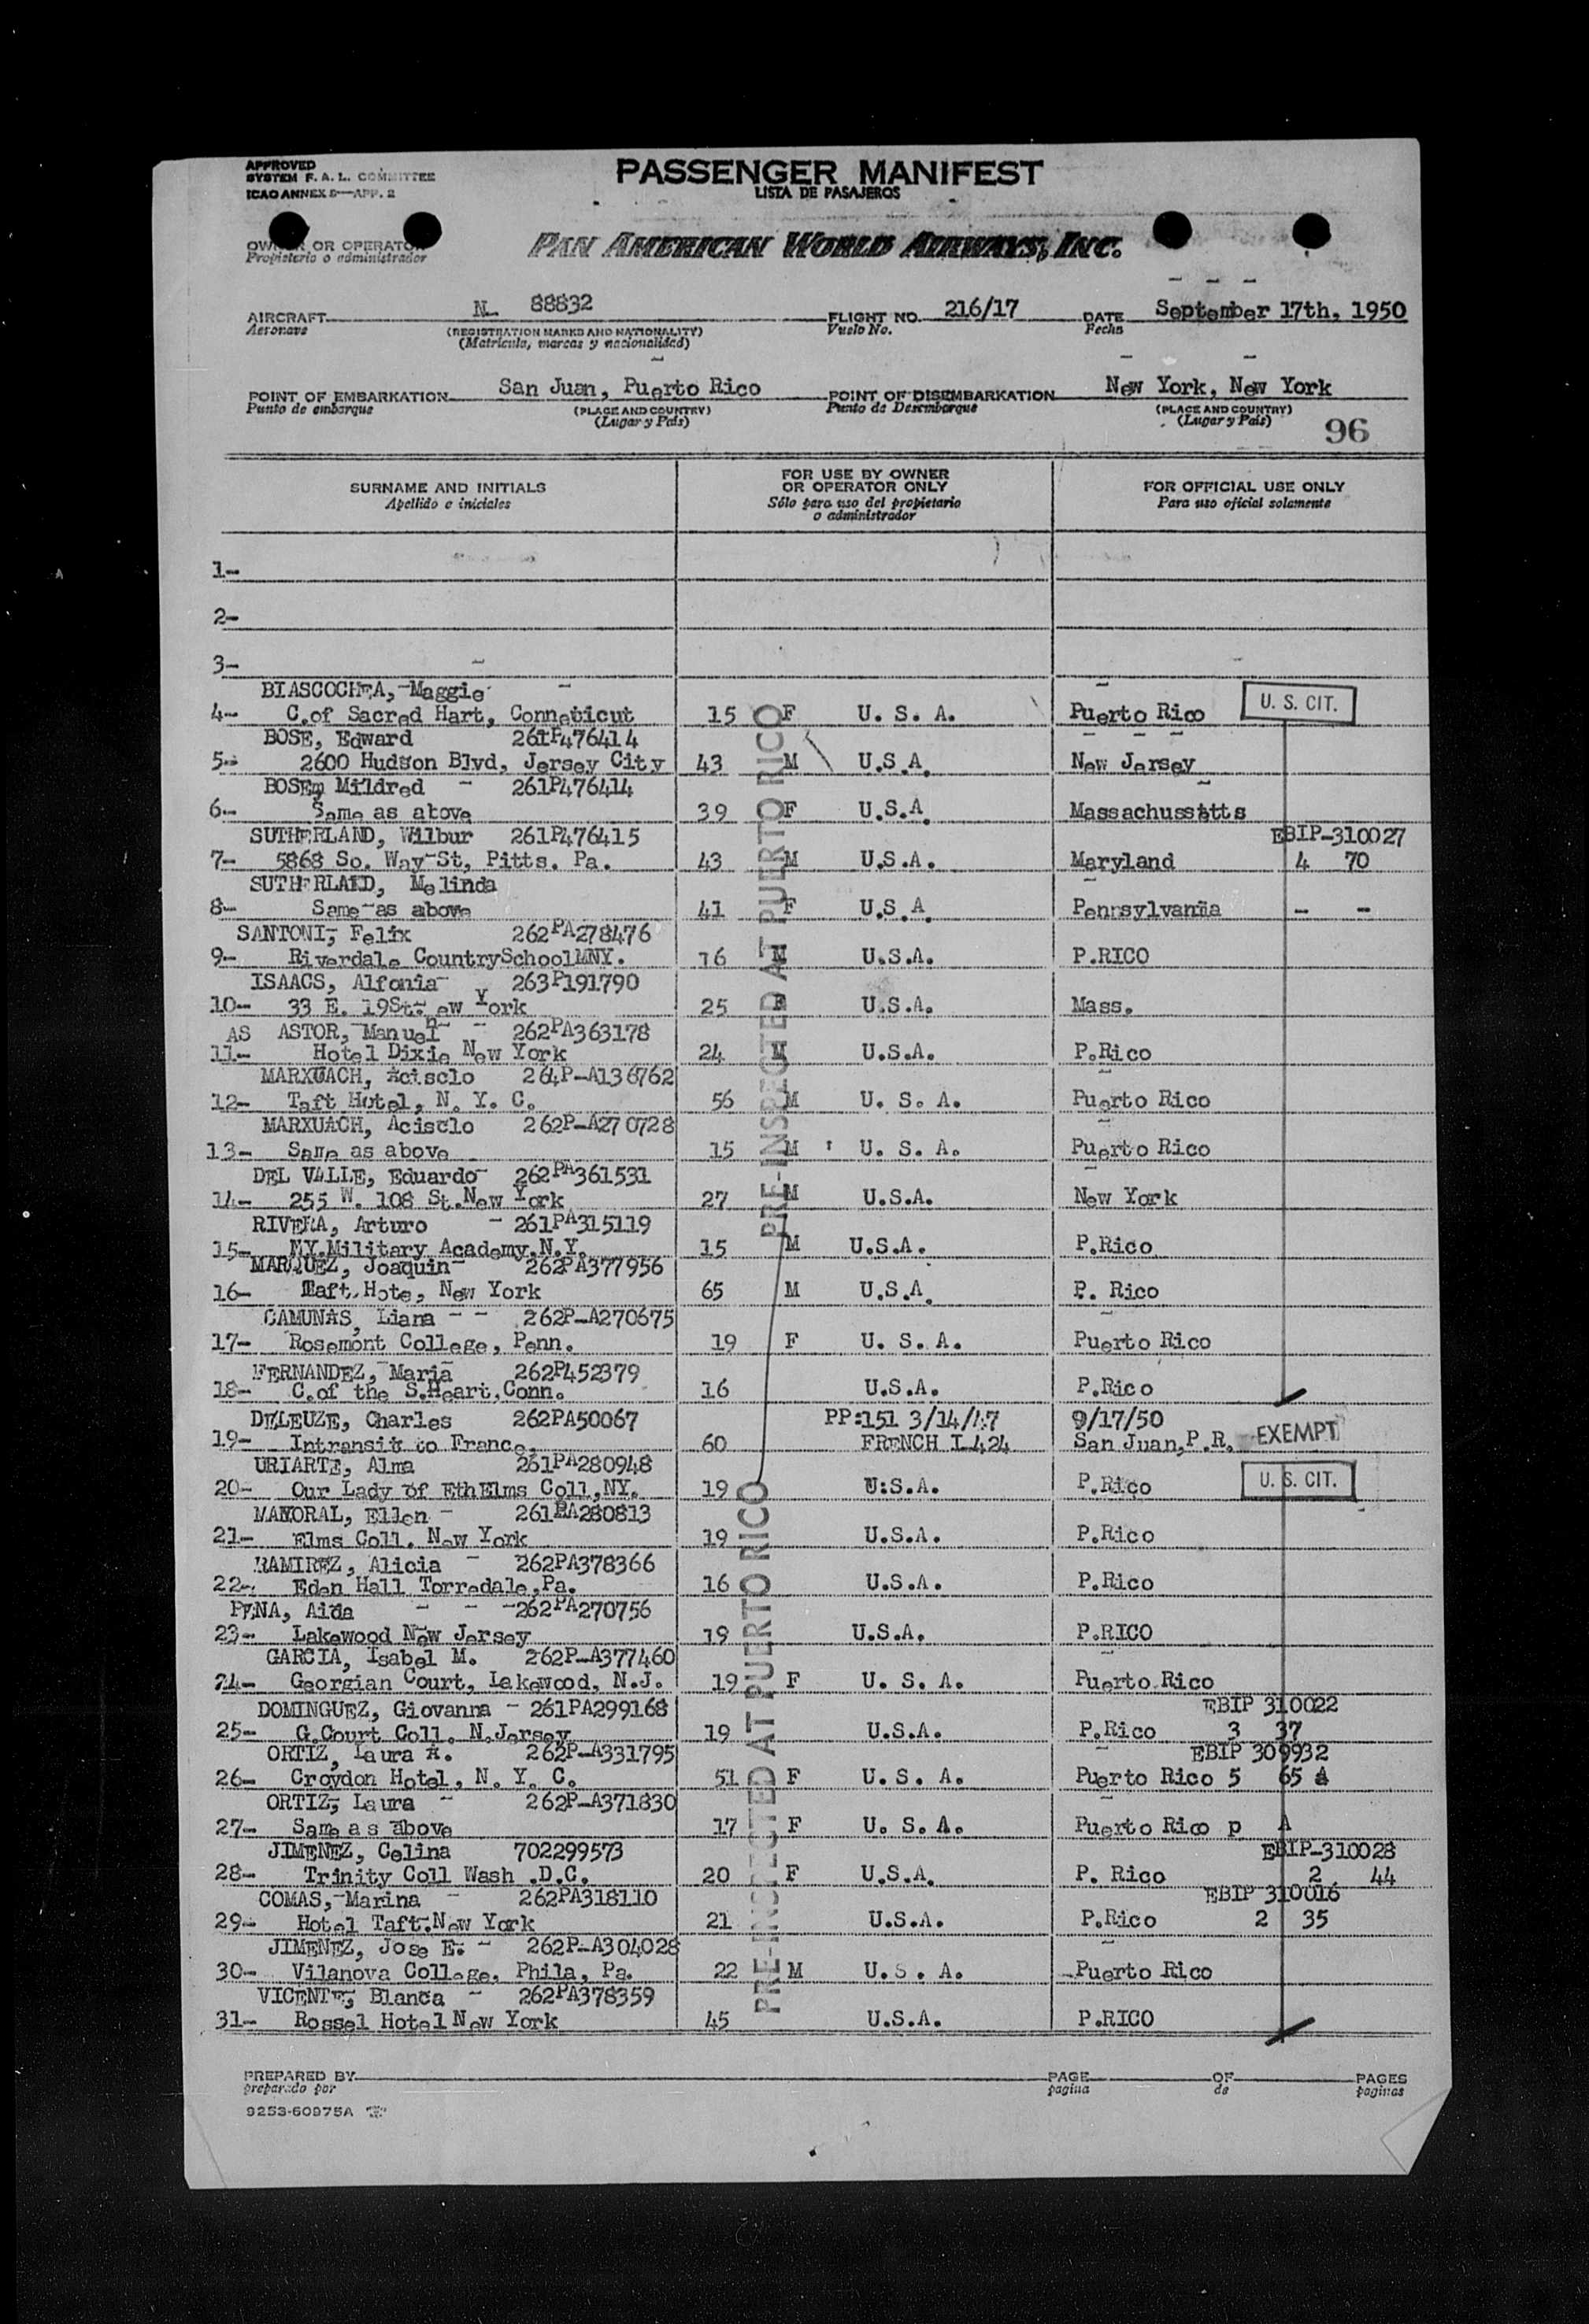 APPROVED
SYSTEM F. A. L. COMMITTEE
ICAO ANNEX 9—APP. 2
PASSENGER MANIFEST
LISTA DE PASAJEROS
OWNER OR OPERATOR
Propietario o administrador
PAN AMERICAN WORLD AIRWAYS, INC.
AIRCRAFT N- 88832 FLIGHT NO. 216/17 DATE September 17th, 1950
Aeronave (REGISTRATION MARKS AND NATIONALITY) Vuelo No. Fecha
(Matricula, marcas y nacionalidad)
POINT OF EMBARKATION San Juan, Puerto Rico POINT OF DISEMBARKATION New York, New York
Punto de embarque (PLACE AND COUNTRY) Punto de Desembarque (PLACE AND COUNTRY)
(Lugar y País) (Lugar y País) 96
SURNAME AND INITIALS FOR USE BY OWNER OR OPERATOR ONLY FOR OFFICIAL USE ONLY
Apellido e iniciales Sólo para uso del propietario o administrador Para uso oficial solamente
1-
2-
3-
BIASCOCHEA, Maggie
4- C.of Sacred Hart, Conneticut 15 F U. S. A. Puerto Rico U. S. CIT.
BOSE, Edward 261P476414
5- 2600 Hudson Blvd, Jersey City 43 M U.S.A. New Jersey
BOSE, Mildred - 261P476414
6- Same as above 39 F U.S.A. Massachussetts
SUTHERLAND, Wilbur 261P476415 EBIP-310027
7- 5868 So. Way St, Pitts. Pa. 43 M U.S.A. Maryland 4 70
SUTHERLAND, Melinda
8- Same as above 41 F U.S.A. Pennsylvania - -
SANTONI, Felix 262PA278476
9- Riverdale CountrySchool NY. 16 M U.S.A. P.RICO
ISAACS, Alfonia 263P191790
10- 33 E. 19St. ew York 25 F U.S.A. Mass.
AS ASTOR, Manuel - 262PA363178
11- Hotel Dixie New York 24 M U.S.A. P.Rico
MARXUACH, Acisclo 264P-A136762
12- Taft Hotel, N. Y. C. 56 M U. S. A. Puerto Rico
MARXUACH, Acisclo 262P-A270728
13- Same as above 15 M U. S. A. Puerto Rico
DEL VALLE, Eduardo 262PA361531
14- 255 W. 108 St.New York 27 M U.S.A. New York
RIVERA, Arturo - 261PA315119
15- NY.Military Academy,N.Y. 15 M U.S.A. P.Rico
MARQUEZ, Joaquin 262PA377956
16- Taft Hote, New York 65 M U.S.A. P. Rico
CAMUNAS, Liana - - 262P-A270675
17- Rosemont College, Penn. 19 F U. S. A. Puerto Rico
FERNANDEZ, Maria 262P452379
18- C.of the S.Heart,Conn. 16 U.S.A. P.Rico
DELEUZE, Charles 262PA50067 PP:151 3/14/47 9/17/50
19- Intransit to France. 60 FRENCH I-424 San Juan,P.R. EXEMPT
URIARTE, Alma 261PA280948
20- Our Lady of EthElms Coll,NY. 19 U:S.A. P.Rico U. S. CIT.
MAYORAL, Ellen - 261PA280813
21- Elms Coll. New York 19 U.S.A. P.Rico
RAMIREZ, Alicia - 262PA378366
22- Eden Hall Torredale,Pa. 16 U.S.A. P.Rico
PENA, Aida - - -262PA270756
23- Lakewood New Jersey 19 U.S.A. P.RICO
GARCIA, Isabel M. 262P-A377460
24- Georgian Court, Lakewood, N.J. 19 F U. S. A. Puerto Rico
DOMINGUEZ, Giovanna - 261PA299168 EBIP 310022
25- G.Court Coll. N.Jersey 19 U.S.A. P.Rico 3 37
ORTIZ, Laura A. 262P-A331795 EBIP 309932
26- Croydon Hotel, N. Y. C. 51 F U. S. A. Puerto Rico 5 65 A
ORTIZ, Laura - 262P-A371830
27- Same as above 17 F U. S. A. Puerto Rico p A
JIMENEZ, Celina 702299573 EBIP-310028
28- Trinity Coll Wash .D.C. 20 F U.S.A. P. Rico 2 44
COMAS, Marina - 262PA318110 EBIP 310016
29- Hotel Taft.New York 21 U.S.A. P.Rico 2 35
JIMENEZ, Jose E. - 262P-A304028
30- Vilanova College, Phila, Pa. 22 M U.S. A. Puerto Rico
VICENTE, Blanca - 262PA378359
31- Rossel Hotel New York 45 U.S.A. P.RICO
PRE-INSPECTED AT PUERTO RICO
PRE-INSPECTED AT PUERTO RICO
PREPARED BY PAGE OF PAGES
preparado por pagina de paginas
9253-60975A